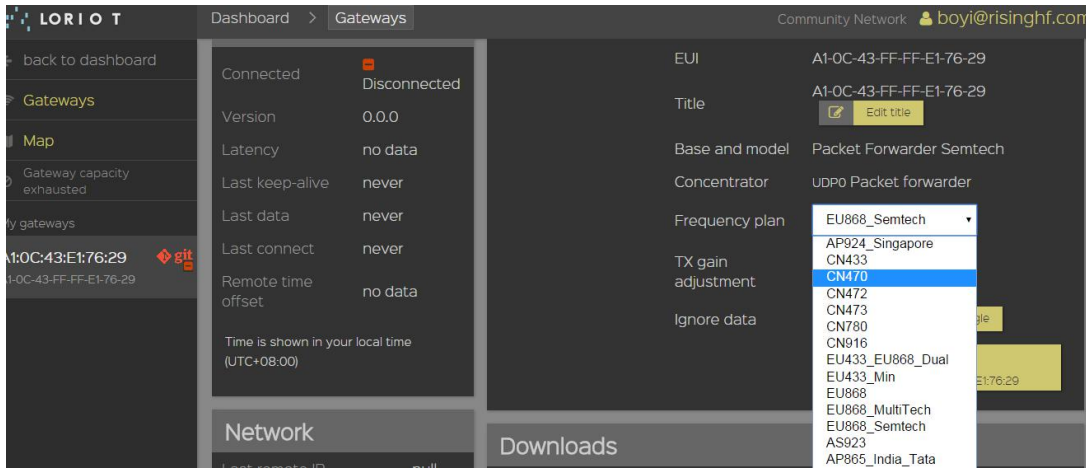 LORIOT
Dashboard > Gateways
Community Network boyi@risinghf.com
back to dashboard
Gateways
Map
Gateway capacity
exhausted
My gateways
A1:0C:43:E1:76:29
git
A1-0C-43-FF-FF-E1-76-29
Connected
Disconnected
Version 0.0.0
Latency no data
Last keep-alive never
Last data never
Last connect never
Remote time
offset
no data
Time is shown in your local time
(UTC+08:00)
Network
null
EUI A1-0C-43-FF-FF-E1-76-29
Title
A1-0C-43-FF-FF-E1-76-29
Edit title
Base and model Packet Forwarder Semtech
Concentrator UDP0 Packet forwarder
Frequency plan EU868_Semtech
TX gain
adjustment
Ignore data
AP924_Singapore
CN433
CN470
CN472
CN473
CN780
CN916
EU433_EU868_Dual
EU433_Min
EU868
EU868_MultiTech
EU868_Semtech
AS923
AP865_India_Tata
E1:76:29
Downloads